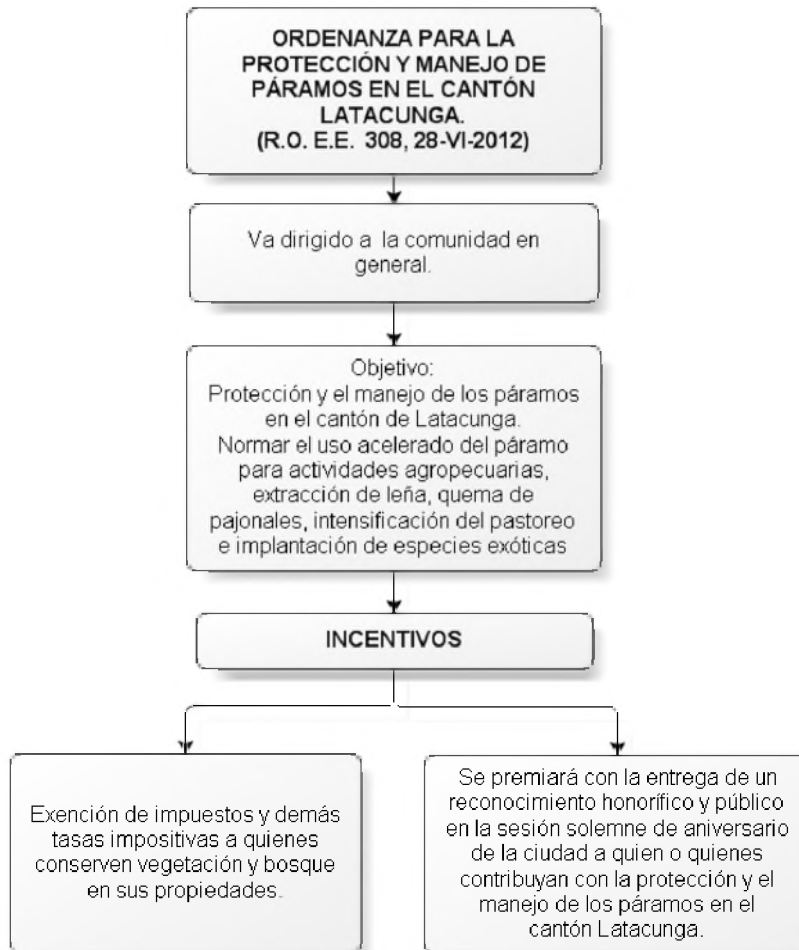 ORDENANZA PARA LA
PROTECCIÓN Y MANEJO DE
PÁRAMOS EN EL CANTÓN
LATACUNGA.
(R.O. E.E. 308, 28-VI-2012)
Va dirigido a la comunidad en
general.
Objetivo:
Protección y el manejo de los páramos
en el cantón de Latacunga.
Normar el uso acelerado del páramo
para actividades agropecuarias,
extracción de leña, quema de
pajonales, intensificación del pastoreo
e implantación de especies exóticas
INCENTIVOS
Exención de impuestos y demás
tasas impositivas a quienes
conserven vegetación y bosque
en sus propiedades.
Se premiará con la entrega de un
reconocimiento honorífico y público
en la sesión solemne de aniversario
de la ciudad a quien o quienes
contribuyan con la protección y el
manejo de los páramos en el
cantón Latacunga.